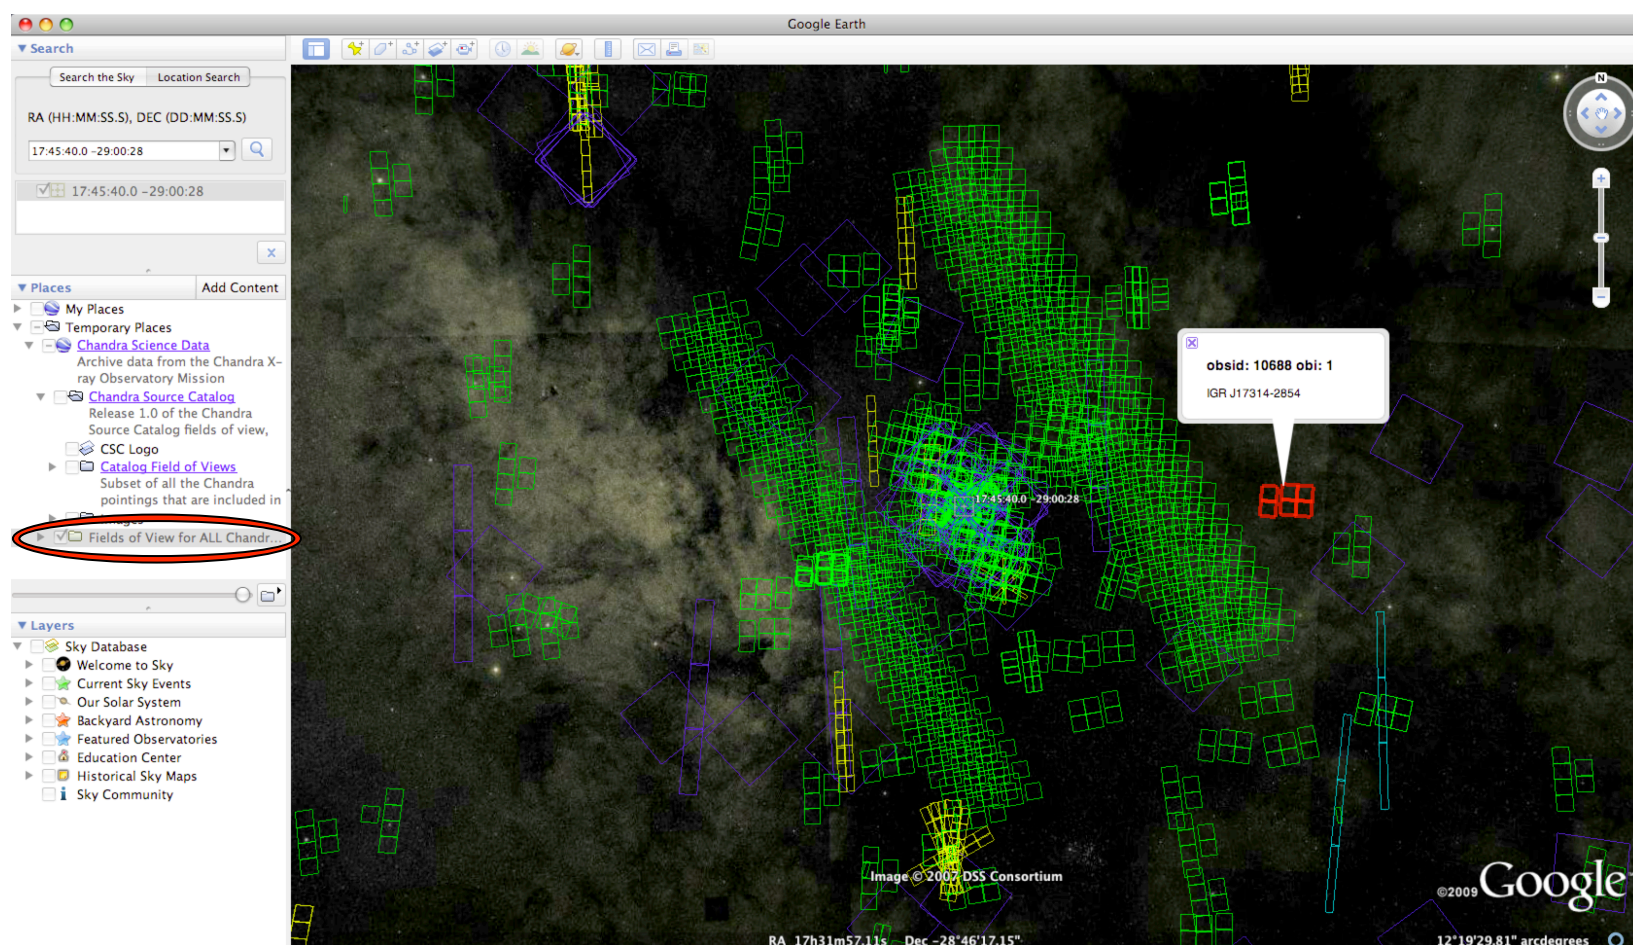 Google Earth
Search
Search the Sky
Location Search
RA (HH:MM:SS.S), DEC (DD:MM:SS.S)
17:45:40.0 -29:00:28
17:45:40.0 -29:00:28
Places
Add Content
My Places
Temporary Places
Chandra Science Data
Archive data from the Chandra X-
ray Observatory Mission
Chandra Source Catalog
Release 1.0 of the Chandra
Source Catalog fields of view,
CSC Logo
Catalog Field of Views
Subset of all the Chandra
pointings that are included in
Images
Fields of View for ALL Chandr...
Layers
Sky Database
Welcome to Sky
Current Sky Events
Our Solar System
Backyard Astronomy
Featured Observatories
Education Center
Historical Sky Maps
Sky Community
N
obsid: 10688 obi: 1
IGR J17314-2854
17:45:40.0 -29:00:28
Image © 2007 DSS Consortium
©2009 Google
RA 17h31m57.11s Dec -28°46'17.15"
12°19'29.81" arcdegrees